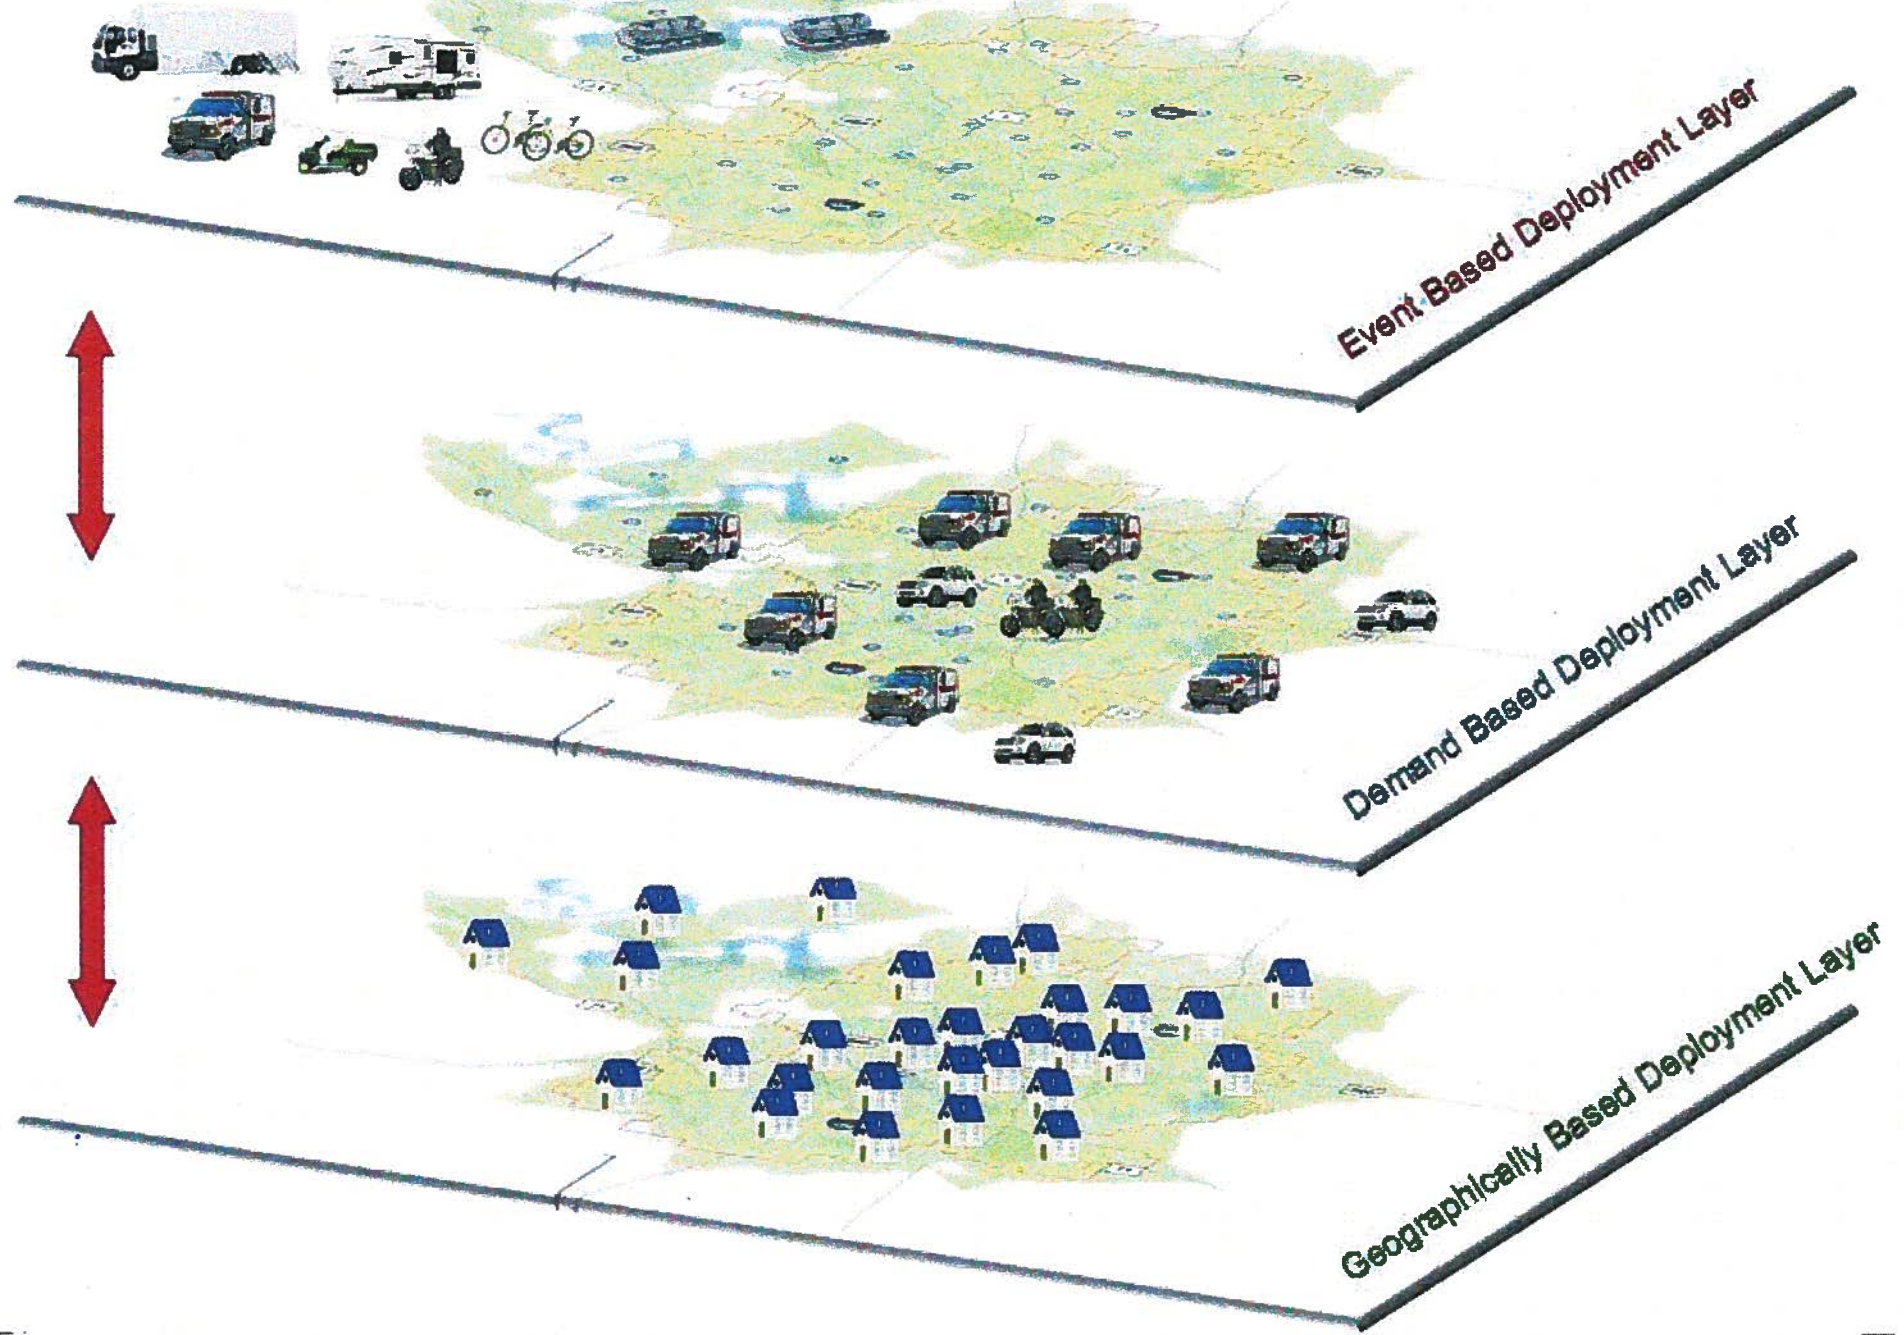 Event Based Deployment Layer
Demand Based Deployment Layer
Geographically Based Deployment Layer